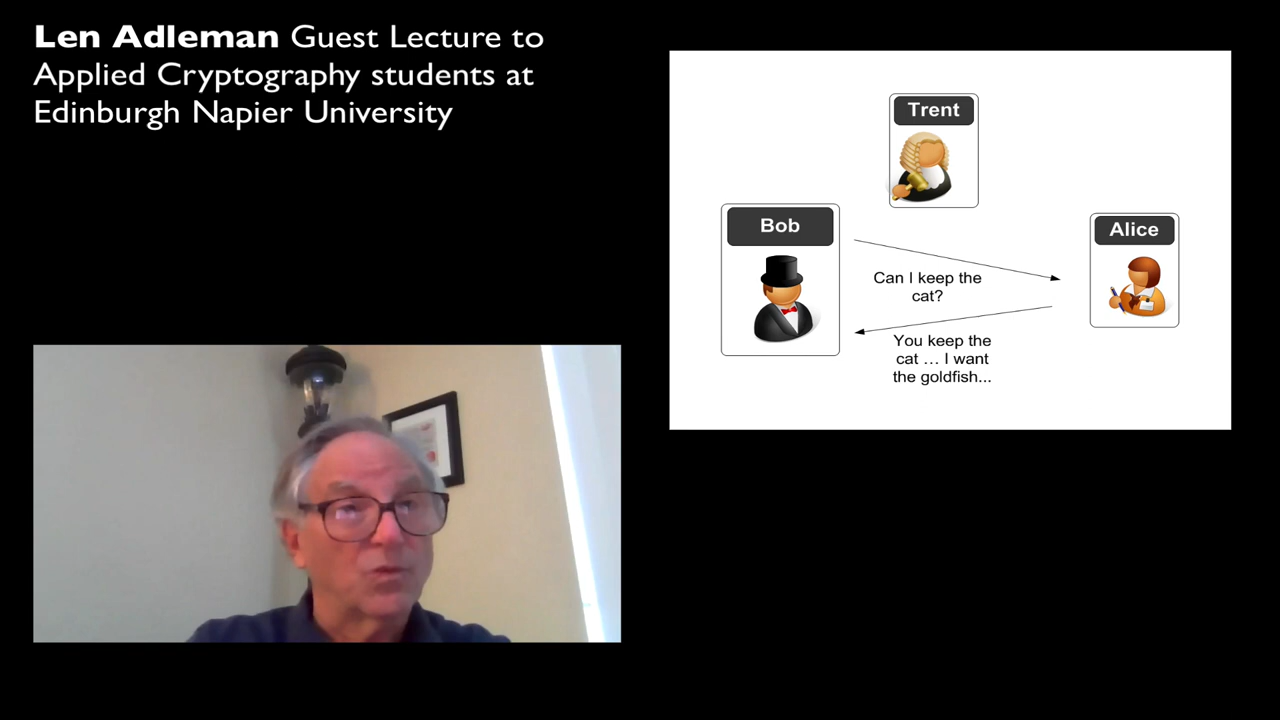 Len Adleman Guest Lecture to
Applied Cryptography students at
Edinburgh Napier University
Trent
Bob
Alice
Can I keep the
cat?
You keep the
cat … I want
the goldfish...